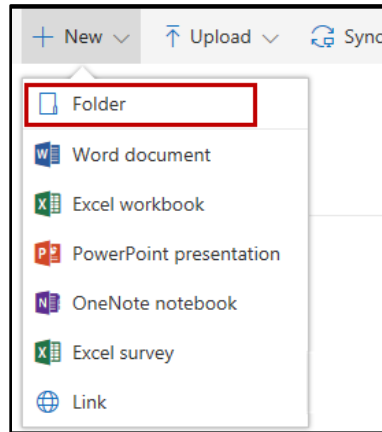 New Upload Sync
Folder
Word document
Excel workbook
PowerPoint presentation
OneNote notebook
Excel survey
Link